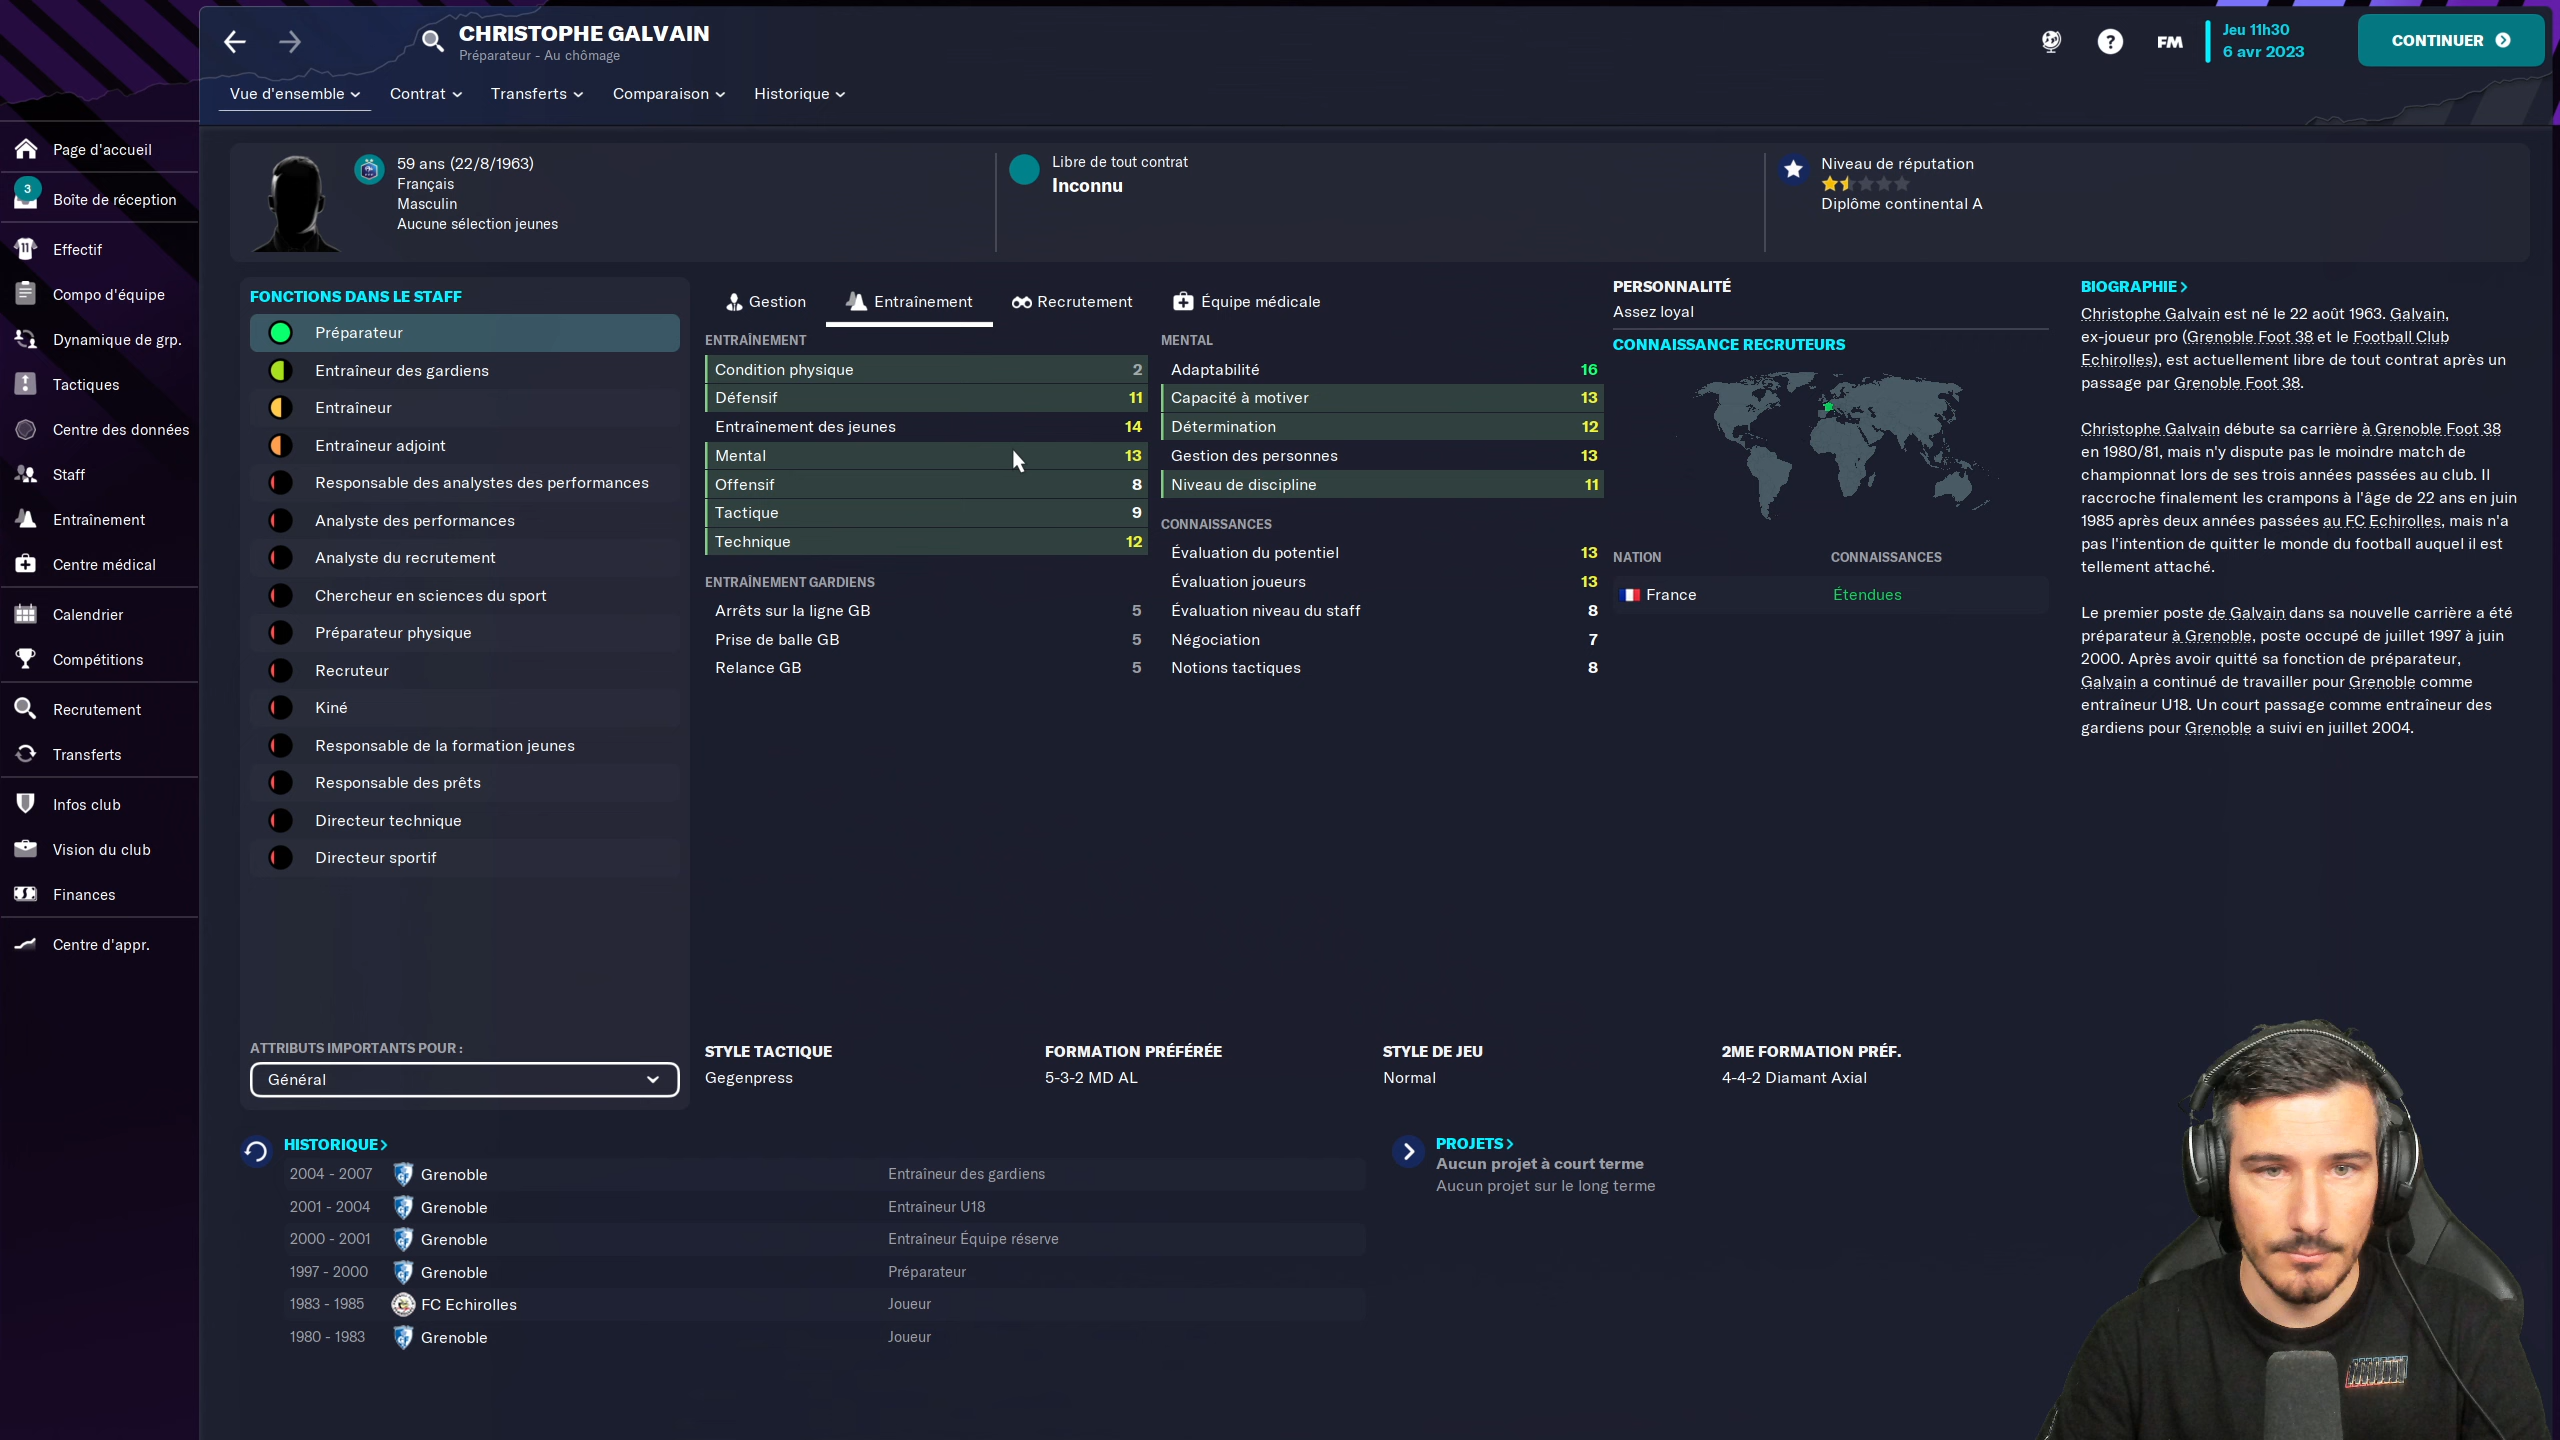 CHRISTOPHE GALVAIN
Préparateur - Au chômage
FM
Jeu 11h30
6 avr 2023
CONTINUER
Vue d'ensemble
Contrat
Transferts
Comparaison
Historique
Page d'accueil
3
Boîte de réception
Effectif
Compo d'équipe
Dynamique de grp.
Tactiques
Centre des données
Staff
Entraînement
Centre médical
Calendrier
Compétitions
Recrutement
Transferts
Infos club
Vision du club
Finances
Centre d'appr.
59 ans (22/8/1963)
Français
Masculin
Aucune sélection jeunes
Libre de tout contrat
Inconnu
Niveau de réputation
Diplôme continental A
FONCTIONS DANS LE STAFF
Préparateur
Entraîneur des gardiens
Entraîneur
Entraîneur adjoint
Responsable des analystes des performances
Analyste des performances
Analyste du recrutement
Chercheur en sciences du sport
Préparateur physique
Recruteur
Kiné
Responsable de la formation jeunes
Responsable des prêts
Directeur technique
Directeur sportif
ATTRIBUTS IMPORTANTS POUR :
Général
Gestion
Entraînement
Recrutement
Équipe médicale
ENTRAÎNEMENT
Condition physique 2
Défensif 11
Entraînement des jeunes 14
Mental 13
Offensif 8
Tactique 9
Technique 12
ENTRAÎNEMENT GARDIENS
Arrêts sur la ligne GB 5
Prise de balle GB 5
Relance GB 5
MENTAL
Adaptabilité 16
Capacité à motiver 13
Détermination 12
Gestion des personnes 13
Niveau de discipline 11
CONNAISSANCES
Évaluation du potentiel 13
Évaluation joueurs 13
Évaluation niveau du staff 8
Négociation 7
Notions tactiques 8
PERSONNALITÉ
Assez loyal
CONNAISSANCE RECRUTEURS
NATION CONNAISSANCES
France Étendues
BIOGRAPHIE
Christophe Galvain est né le 22 août 1963. Galvain,
ex-joueur pro (Grenoble Foot 38 et le Football Club
Echirolles), est actuellement libre de tout contrat après un
passage par Grenoble Foot 38.
Christophe Galvain débute sa carrière à Grenoble Foot 38
en 1980/81, mais n'y dispute pas le moindre match de
championnat lors de ses trois années passées au club. Il
raccroche finalement les crampons à l'âge de 22 ans en juin
1985 après deux années passées au FC Echirolles, mais n'a
pas l'intention de quitter le monde du football auquel il est
tellement attaché.
Le premier poste de Galvain dans sa nouvelle carrière a été
préparateur à Grenoble, poste occupé de juillet 1997 à juin
2000. Après avoir quitté sa fonction de préparateur,
Galvain a continué de travailler pour Grenoble comme
entraîneur U18. Un court passage comme entraîneur des
gardiens pour Grenoble a suivi en juillet 2004.
STYLE TACTIQUE
Gegenpress
FORMATION PRÉFÉRÉE
5-3-2 MD AL
STYLE DE JEU
Normal
2ME FORMATION PRÉF.
4-4-2 Diamant Axial
HISTORIQUE
2004 - 2007 Grenoble Entraîneur des gardiens
2001 - 2004 Grenoble Entraîneur U18
2000 - 2001 Grenoble Entraîneur Équipe réserve
1997 - 2000 Grenoble Préparateur
1983 - 1985 FC Echirolles Joueur
1980 - 1983 Grenoble Joueur
PROJETS
Aucun projet à court terme
Aucun projet sur le long terme